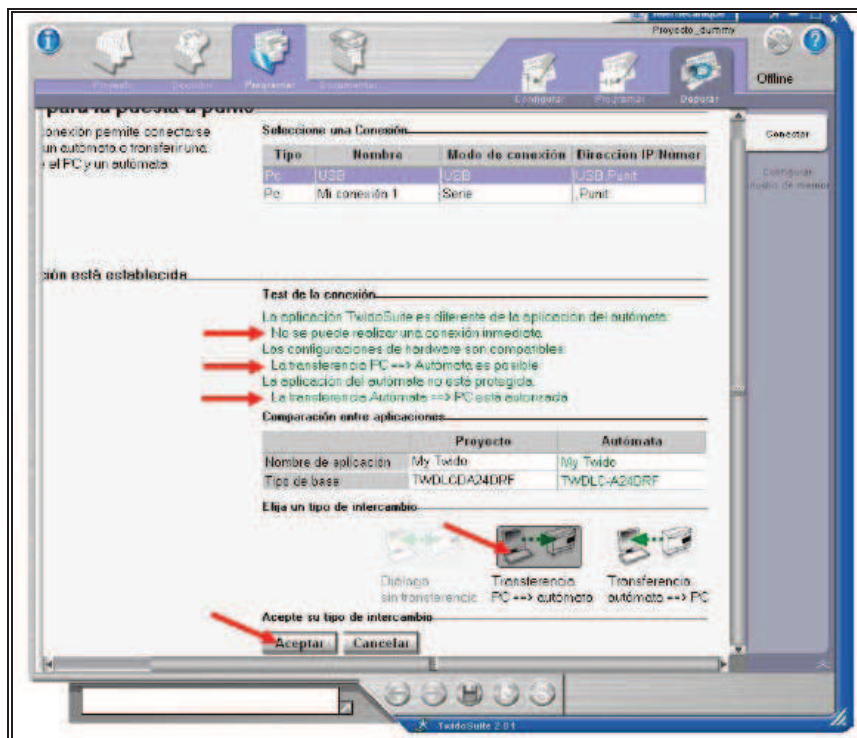 Telemecanique
Proyecto_dummy
Offline
Proyecto Describir Programar Documentar
Configurar Programar Depurar
para la puesta a punto
conexión permite conectarse
un autómata o transferir una
e el PC y un autómata
Conectar
Configurar
Seleccione una Conexión
Tipo Nombre Modo de conexión Dirección IP/Númer
Pc USB USB USB,Punit
Pc Mi conexión 1 Serie ,Punit
ción está establecida
Test de la conexión
La aplicación TwidoSuite es diferente de la aplicación del autómata:
No se puede realizar una conexión inmediata
Las configuraciones de hardware son compatibles:
La transferencia PC ==> Autómata es posible
La aplicación del autómata no está protegida:
La transferencia Autómata ==> PC está autorizada
Comparación entre aplicaciones
Proyecto Autómata
Nombre de aplicación My Twido My Twido
Tipo de base TWDLCDA24DRF TWDLC-A24DRF
Elija un tipo de intercambio
Diálogo
sin transferencia
Transferencia
PC ==> autómata
Transferencia
autómata ==> PC
Acepte su tipo de intercambio
Aceptar Cancelar
TwidoSuite 2.01